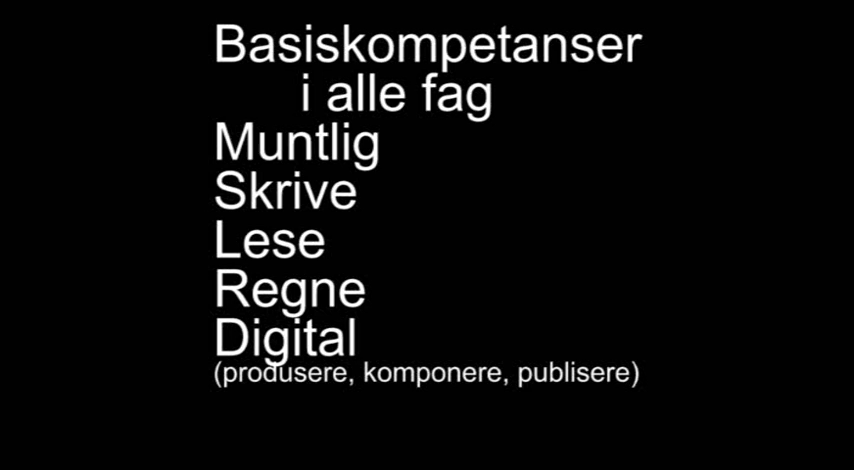 Basiskompetanser
i alle fag
Muntlig
Skrive
Lese
Regne
Digital
(produsere, komponere, publisere)